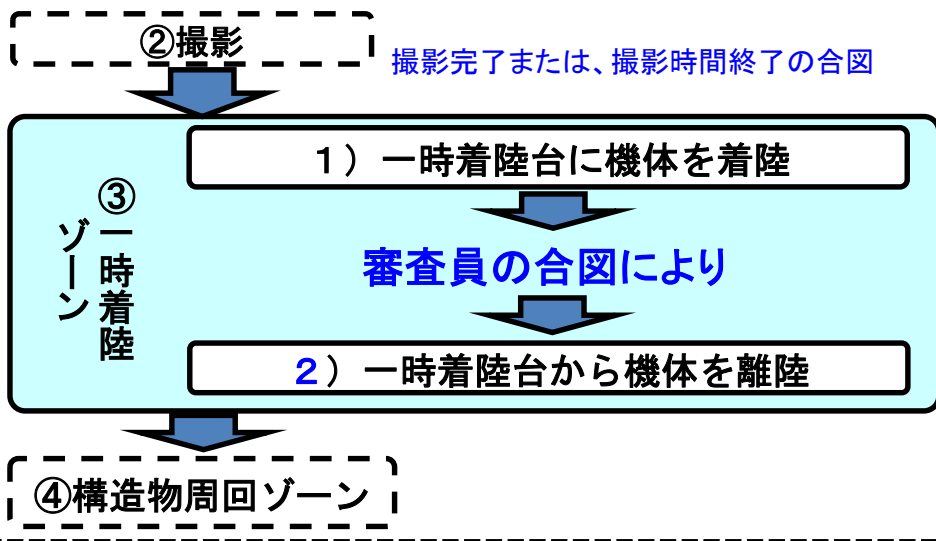 ②撮影
撮影完了または、撮影時間終了の合図
③一時着陸
ゾーン
1）一時着陸台に機体を着陸
審査員の合図により
2）一時着陸台から機体を離陸
④構造物周回ゾーン